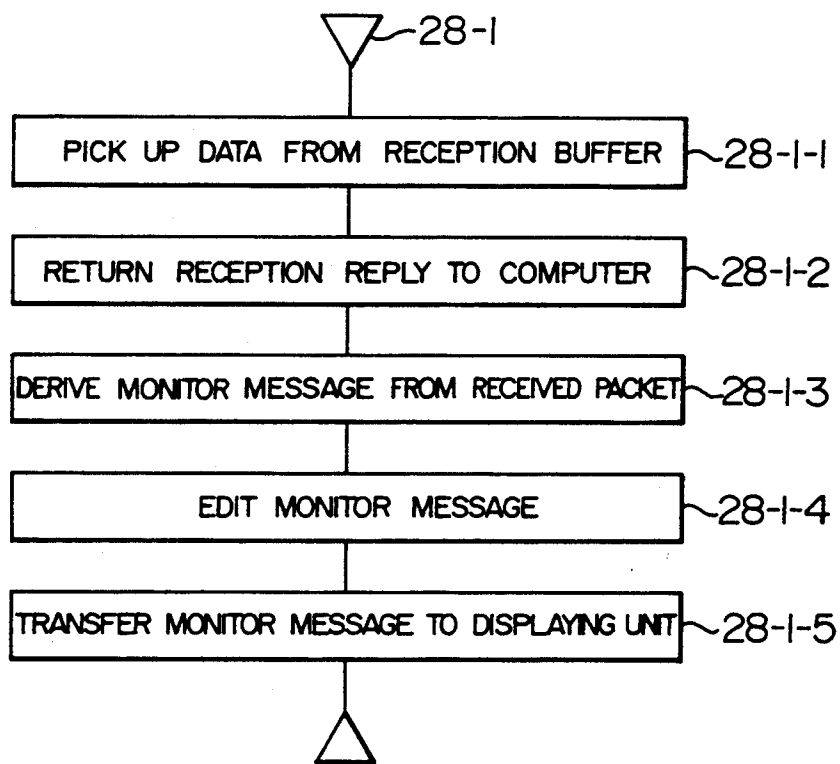 28-1
PICK UP DATA FROM RECEPTION BUFFER 28-1-1
RETURN RECEPTION REPLY TO COMPUTER 28-1-2
DERIVE MONITOR MESSAGE FROM RECEIVED PACKET 28-1-3
EDIT MONITOR MESSAGE 28-1-4
TRANSFER MONITOR MESSAGE TO DISPLAYING UNIT 28-1-5